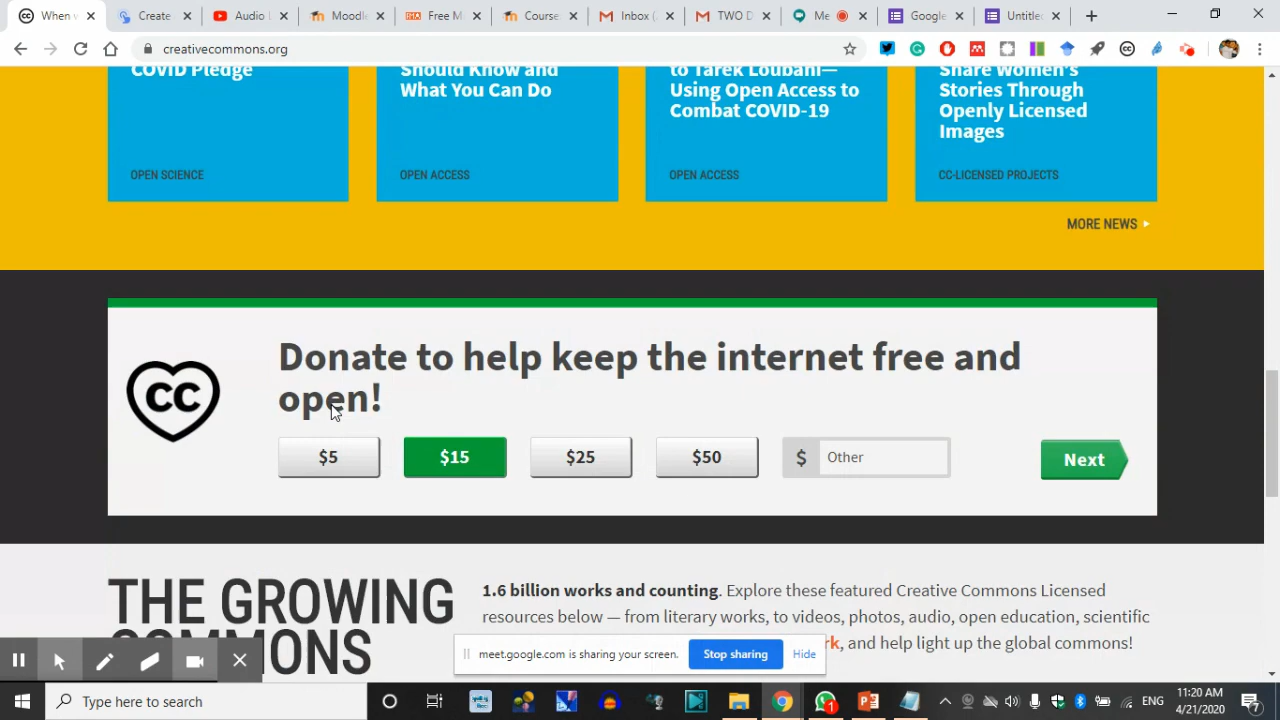 When w
Create
Audio L
Moodle
Free M
Course
Inbox (
TWO D
Me
Google
Untitle
creativecommons.org
COVID Pledge
Should Know and
What You Can Do
to Tarek Loubani—
Using Open Access to
Combat COVID-19
Share Women's
Stories Through
Openly Licensed
Images
OPEN SCIENCE
OPEN ACCESS
OPEN ACCESS
CC-LICENSED PROJECTS
MORE NEWS
CC
Donate to help keep the internet free and
open!
$5
$15
$25
$50
$
Other
Next
THE GROWING
COMMONS
1.6 billion works and counting. Explore these featured Creative Commons Licensed
resources below — from literary works, to videos, photos, audio, open education, scientific
rk, and help light up the global commons!
meet.google.com is sharing your screen.
Stop sharing
Hide
Type here to search
ENG
11:20 AM
4/21/2020